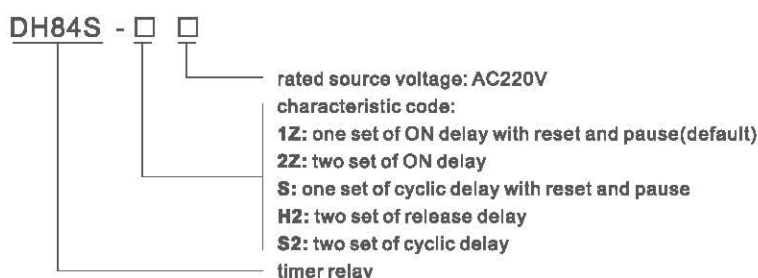 DH84S - □ □
rated source voltage: AC220V
characteristic code:
1Z: one set of ON delay with reset and pause(default)
2Z: two set of ON delay
S: one set of cyclic delay with reset and pause
H2: two set of release delay
S2: two set of cyclic delay
timer relay